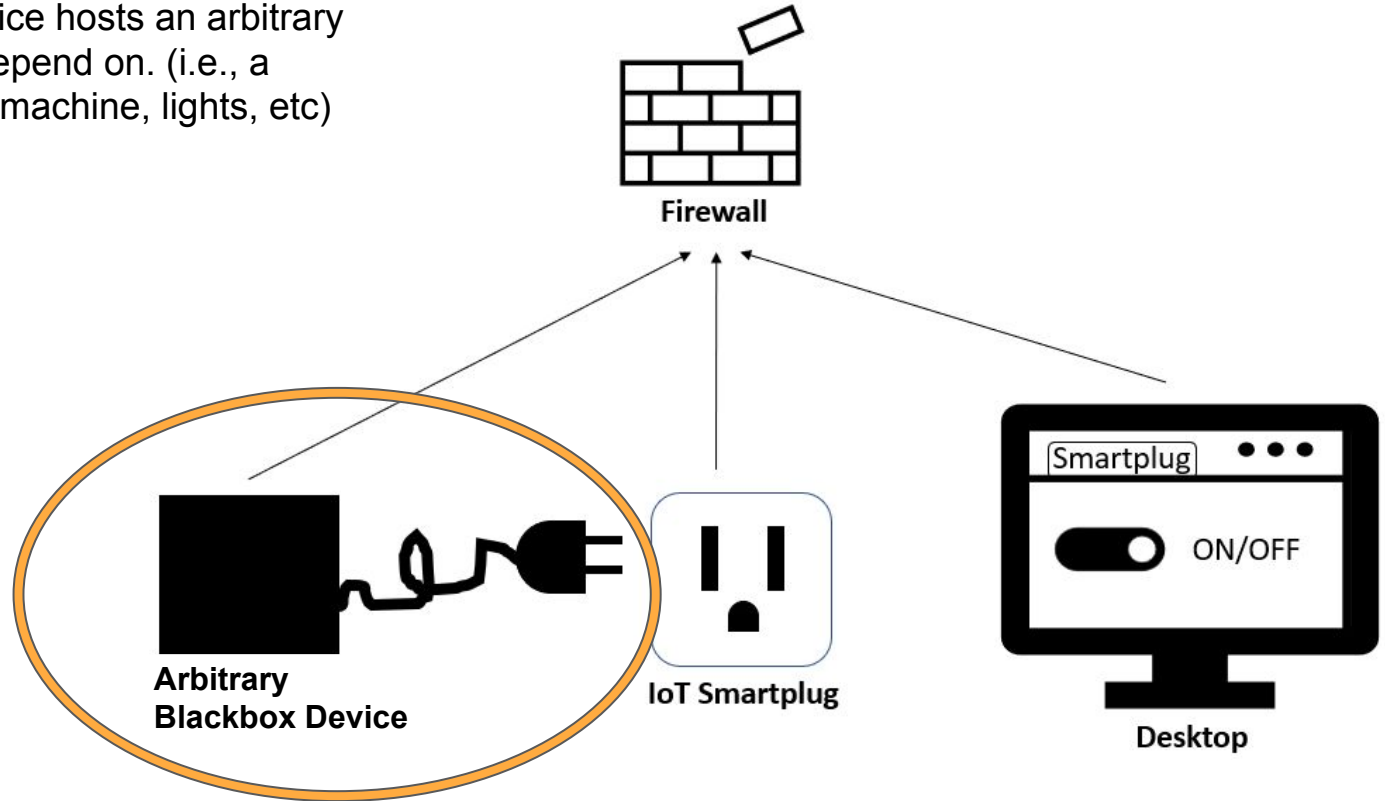 ice hosts an arbitrary
epend on. (i.e., a
machine, lights, etc)
Firewall
Smartplug
ON/OFF
Arbitrary
Blackbox Device
IoT Smartplug
Desktop